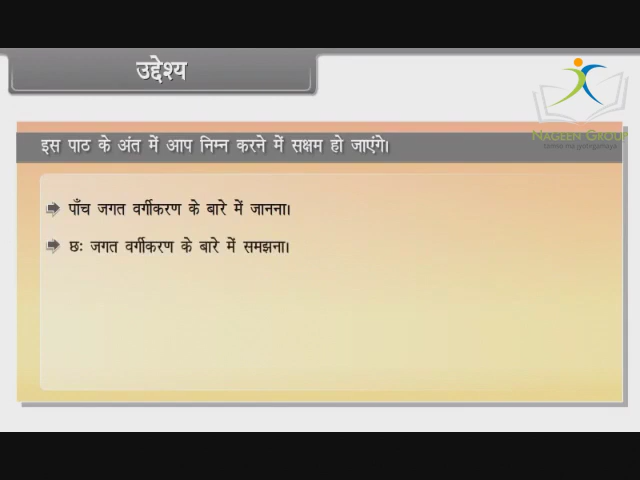 उद्देश्य
NAGEEN GROUP
इस पाठ के अंत में आप निम्न करने में सक्षम हो जाएंगे।
पाँच जगत वर्गीकरण के बारे में जानना।
छः जगत वर्गीकरण के बारे में समझना।